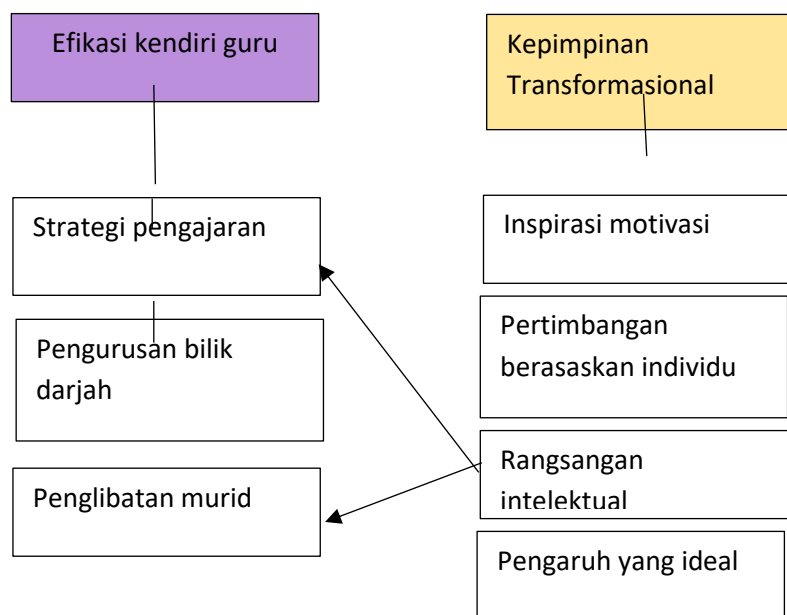 Efikasi kendiri guru
Kepimpinan
Transformasional
Strategi pengajaran
Inspirasi motivasi
Pengurusan bilik
darjah
Pertimbangan
berasaskan individu
Penglibatan murid
Rangsangan
intelektual
Pengaruh yang ideal